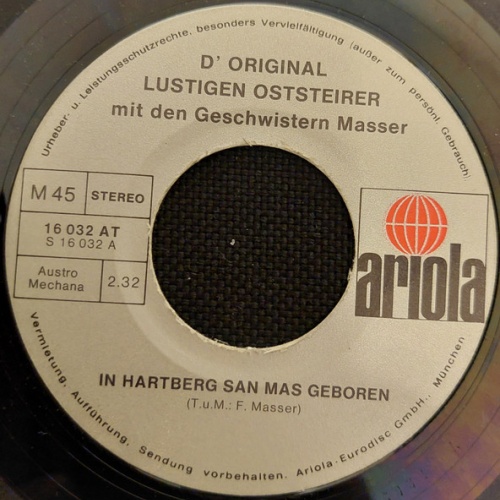 Urheber- u. Leistungsschutzrechte, besonders Vervielfältigung (außer zum persönl. Gebrauch)
D' ORIGINAL
LUSTIGEN OSTSTEIRER
mit den Geschwistern Masser
M 45 STEREO
16 032 AT
S 16 032 A
Austro
Mechana
2.32
ariola
IN HARTBERG SAN MAS GEBOREN
(T.u.M.: F. Masser)
Vermietung, Aufführung, Sendung vorbehalten. Ariola-Eurodisc GmbH., München